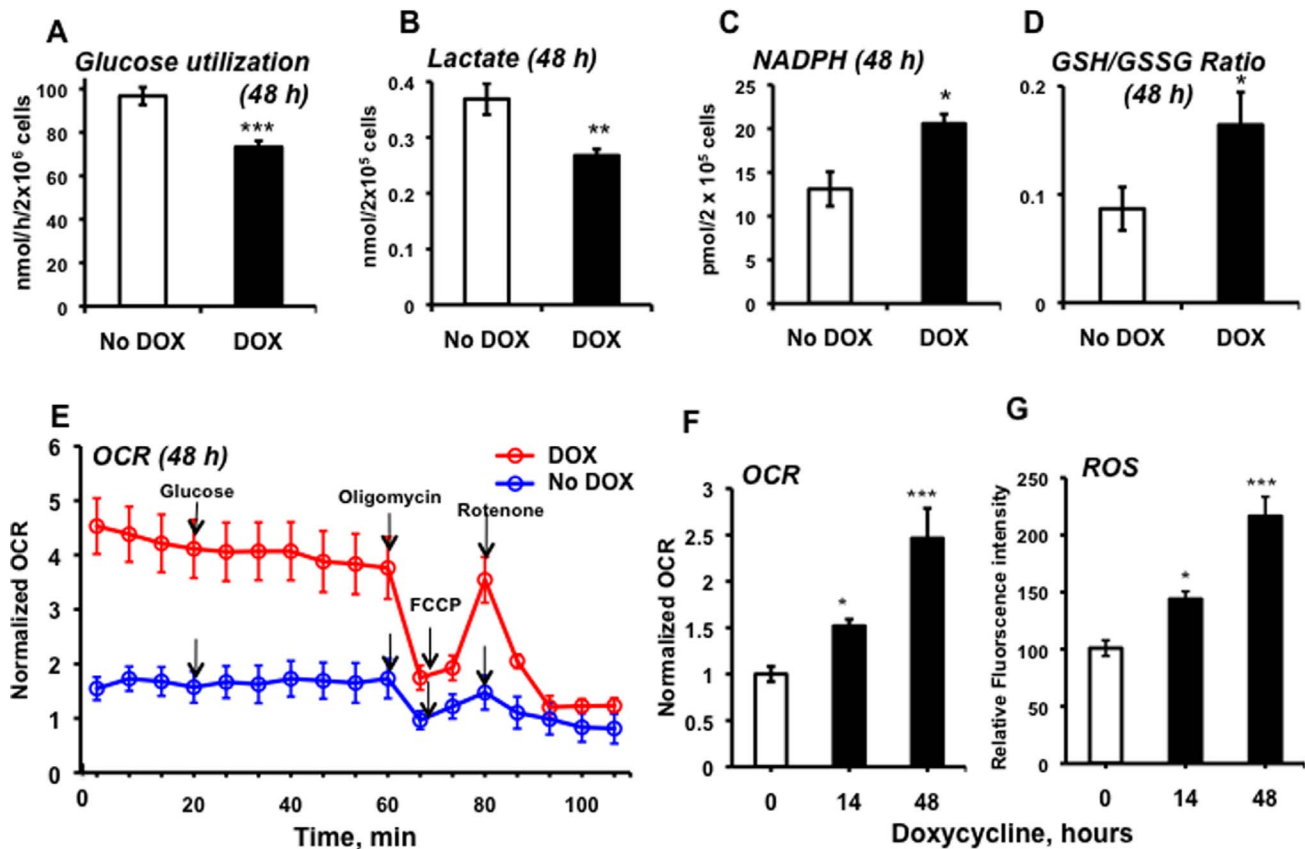 A
Glucose utilization
(48 h)
nmol/h/2x10⁶ cells
100
80
60
40
20
0
***
No DOX
DOX
B
Lactate (48 h)
nmol/2x10⁵ cells
0.4
0.3
0.2
0.1
0
**
No DOX
DOX
C
NADPH (48 h)
pmol/2 x 10⁵ cells
25
20
15
10
5
0
*
No DOX
DOX
D
GSH/GSSG Ratio
(48 h)
0.2
0.1
0
*
No DOX
DOX
E
OCR (48 h)
DOX
No DOX
Glucose
Oligomycin
Rotenone
FCCP
Normalized OCR
6
5
4
3
2
1
0
0
20
40
60
80
100
Time, min
F
OCR
Normalized OCR
3
2.5
2
1.5
1
0.5
0
*
***
0
14
48
G
ROS
Relative Fluorescence intensity
250
200
150
100
50
00
*
***
0
14
48
Doxycycline, hours